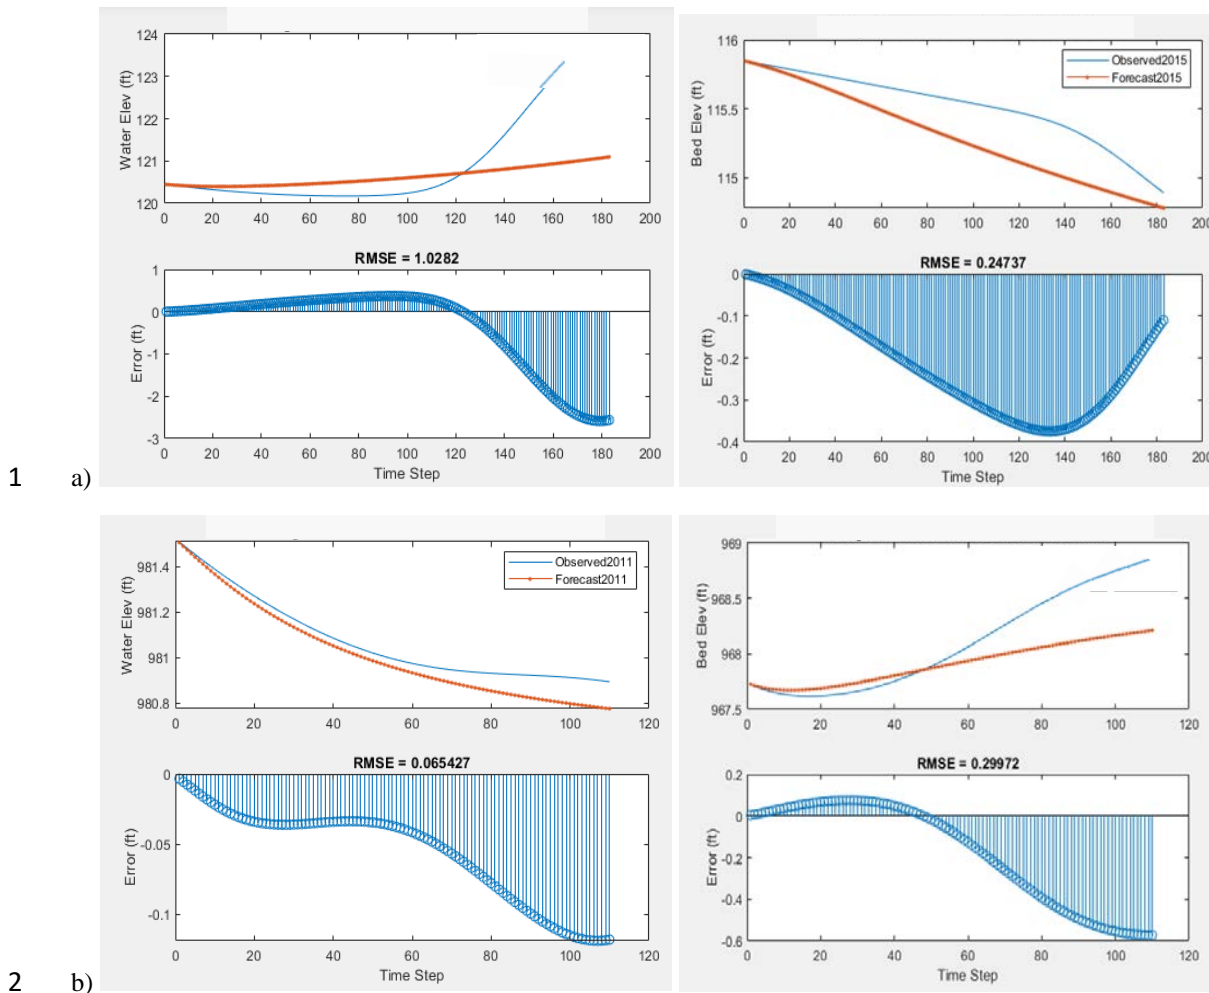 124
123
122
121
120
Water Elev (ft)
0 20 40 60 80 100 120 140 160 180 200
RMSE = 1.0282
1
0
-1
-2
-3
Error (ft)
0 20 40 60 80 100 120 140 160 180 200
Time Step
116
115.5
115
Bed Elev (ft)
Observed2015
Forecast2015
0 20 40 60 80 100 120 140 160 180 200
RMSE = 0.24737
0
-0.1
-0.2
-0.3
-0.4
Error (ft)
0 20 40 60 80 100 120 140 160 180 200
Time Step
1 a)
981.4
981.2
981
980.8
Water Elev (ft)
Observed2011
Forecast2011
0 20 40 60 80 100 120
RMSE = 0.065427
0
-0.05
-0.1
Error (ft)
0 20 40 60 80 100 120
Time Step
969
968.5
968
967.5
Bed Elev (ft)
0 20 40 60 80 100 120
RMSE = 0.29972
0.2
0
-0.2
-0.4
-0.6
Error (ft)
0 20 40 60 80 100 120
Time Step
2 b)